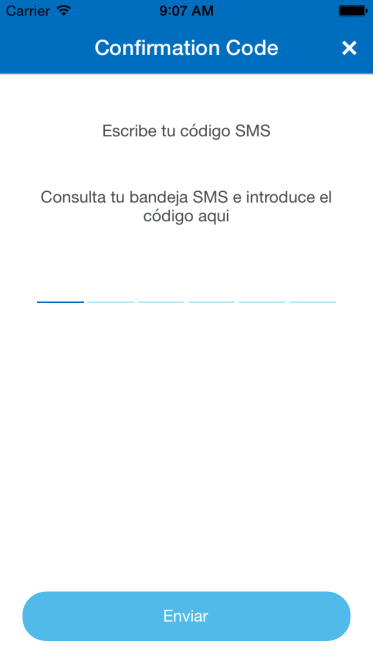 Carrier 9:07 AM
Confirmation Code
Escribe tu código SMS
Consulta tu bandeja SMS e introduce el
código aqui
Enviar